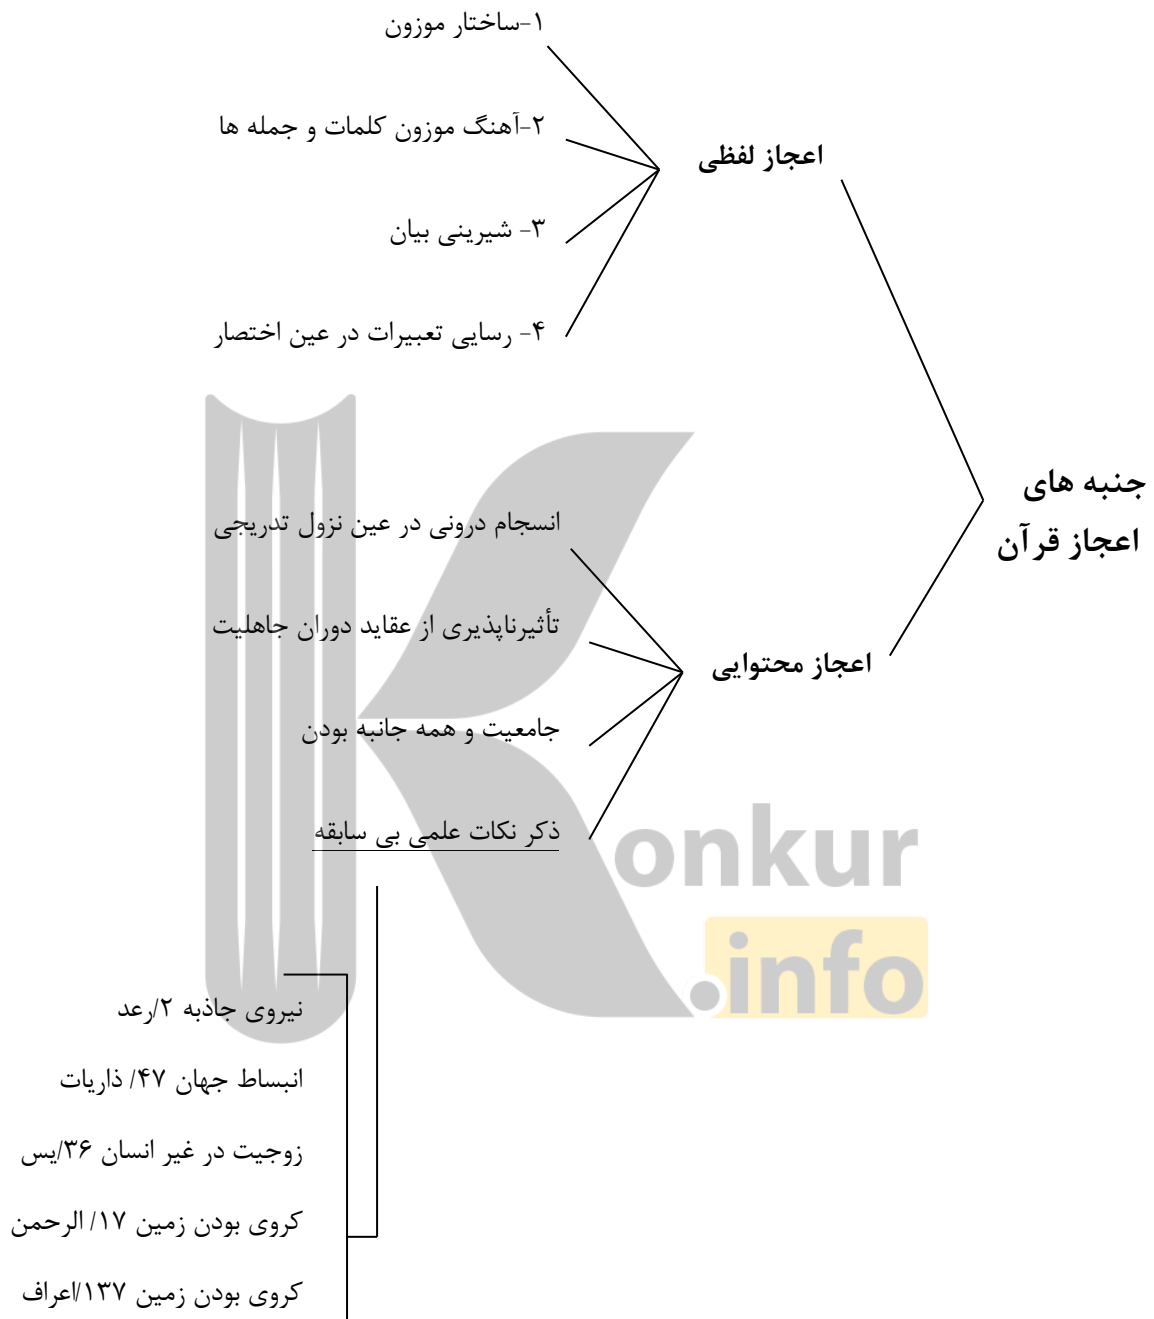 جنبه های
اعجاز قرآن
اعجاز لفظی
۱-ساختار موزون
۲-آهنگ موزون کلمات و جمله ها
۳- شیرینی بیان
۴- رسایی تعبیرات در عین اختصار
اعجاز محتوایی
انسجام درونی در عین نزول تدریجی
تأثیرناپذیری از عقاید دوران جاهلیت
جامعیت و همه جانبه بودن
ذکر نکات علمی بی سابقه
نیروی جاذبه ۲/رعد
انبساط جهان ۴۷/ ذاریات
زوجیت در غیر انسان ۳۶/یس
کروی بودن زمین ۱۷/ الرحمن
کروی بودن زمین ۱۳۷/اعراف
Konkur
.info